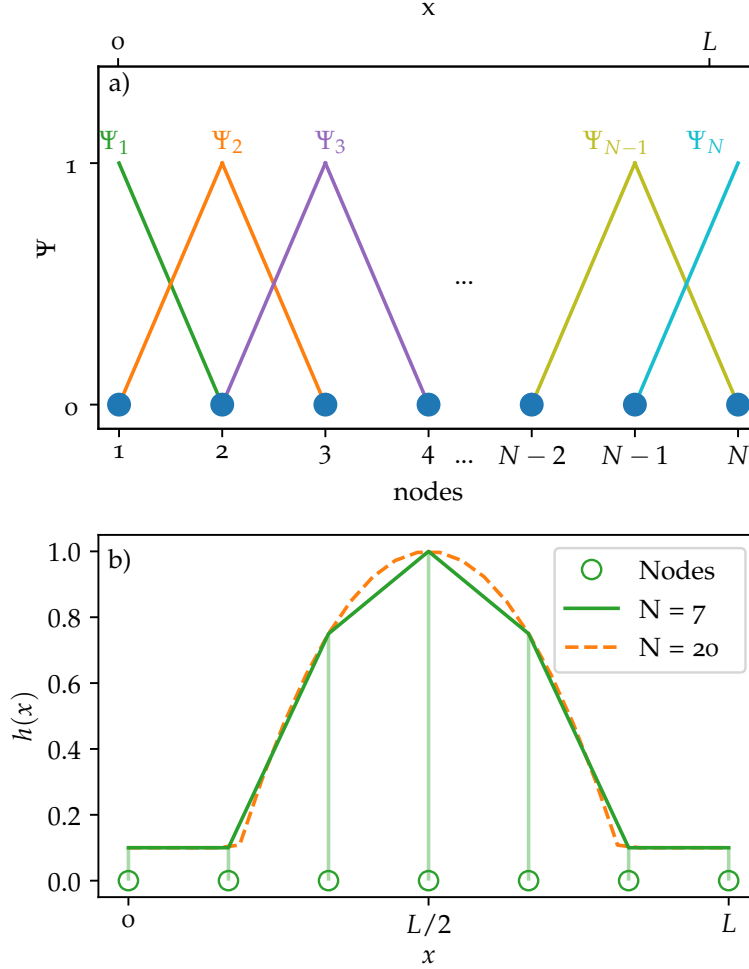 x
0 L
a)
Ψ1 Ψ2 Ψ3 ΨN−1 ΨN
1
Ψ
...
0
1 2 3 4 ... N − 2 N − 1 N
nodes
b)
1.0
0.8
0.6
0.4
0.2
0.0
h(x)
Nodes
N = 7
N = 20
0 L/2 L
x